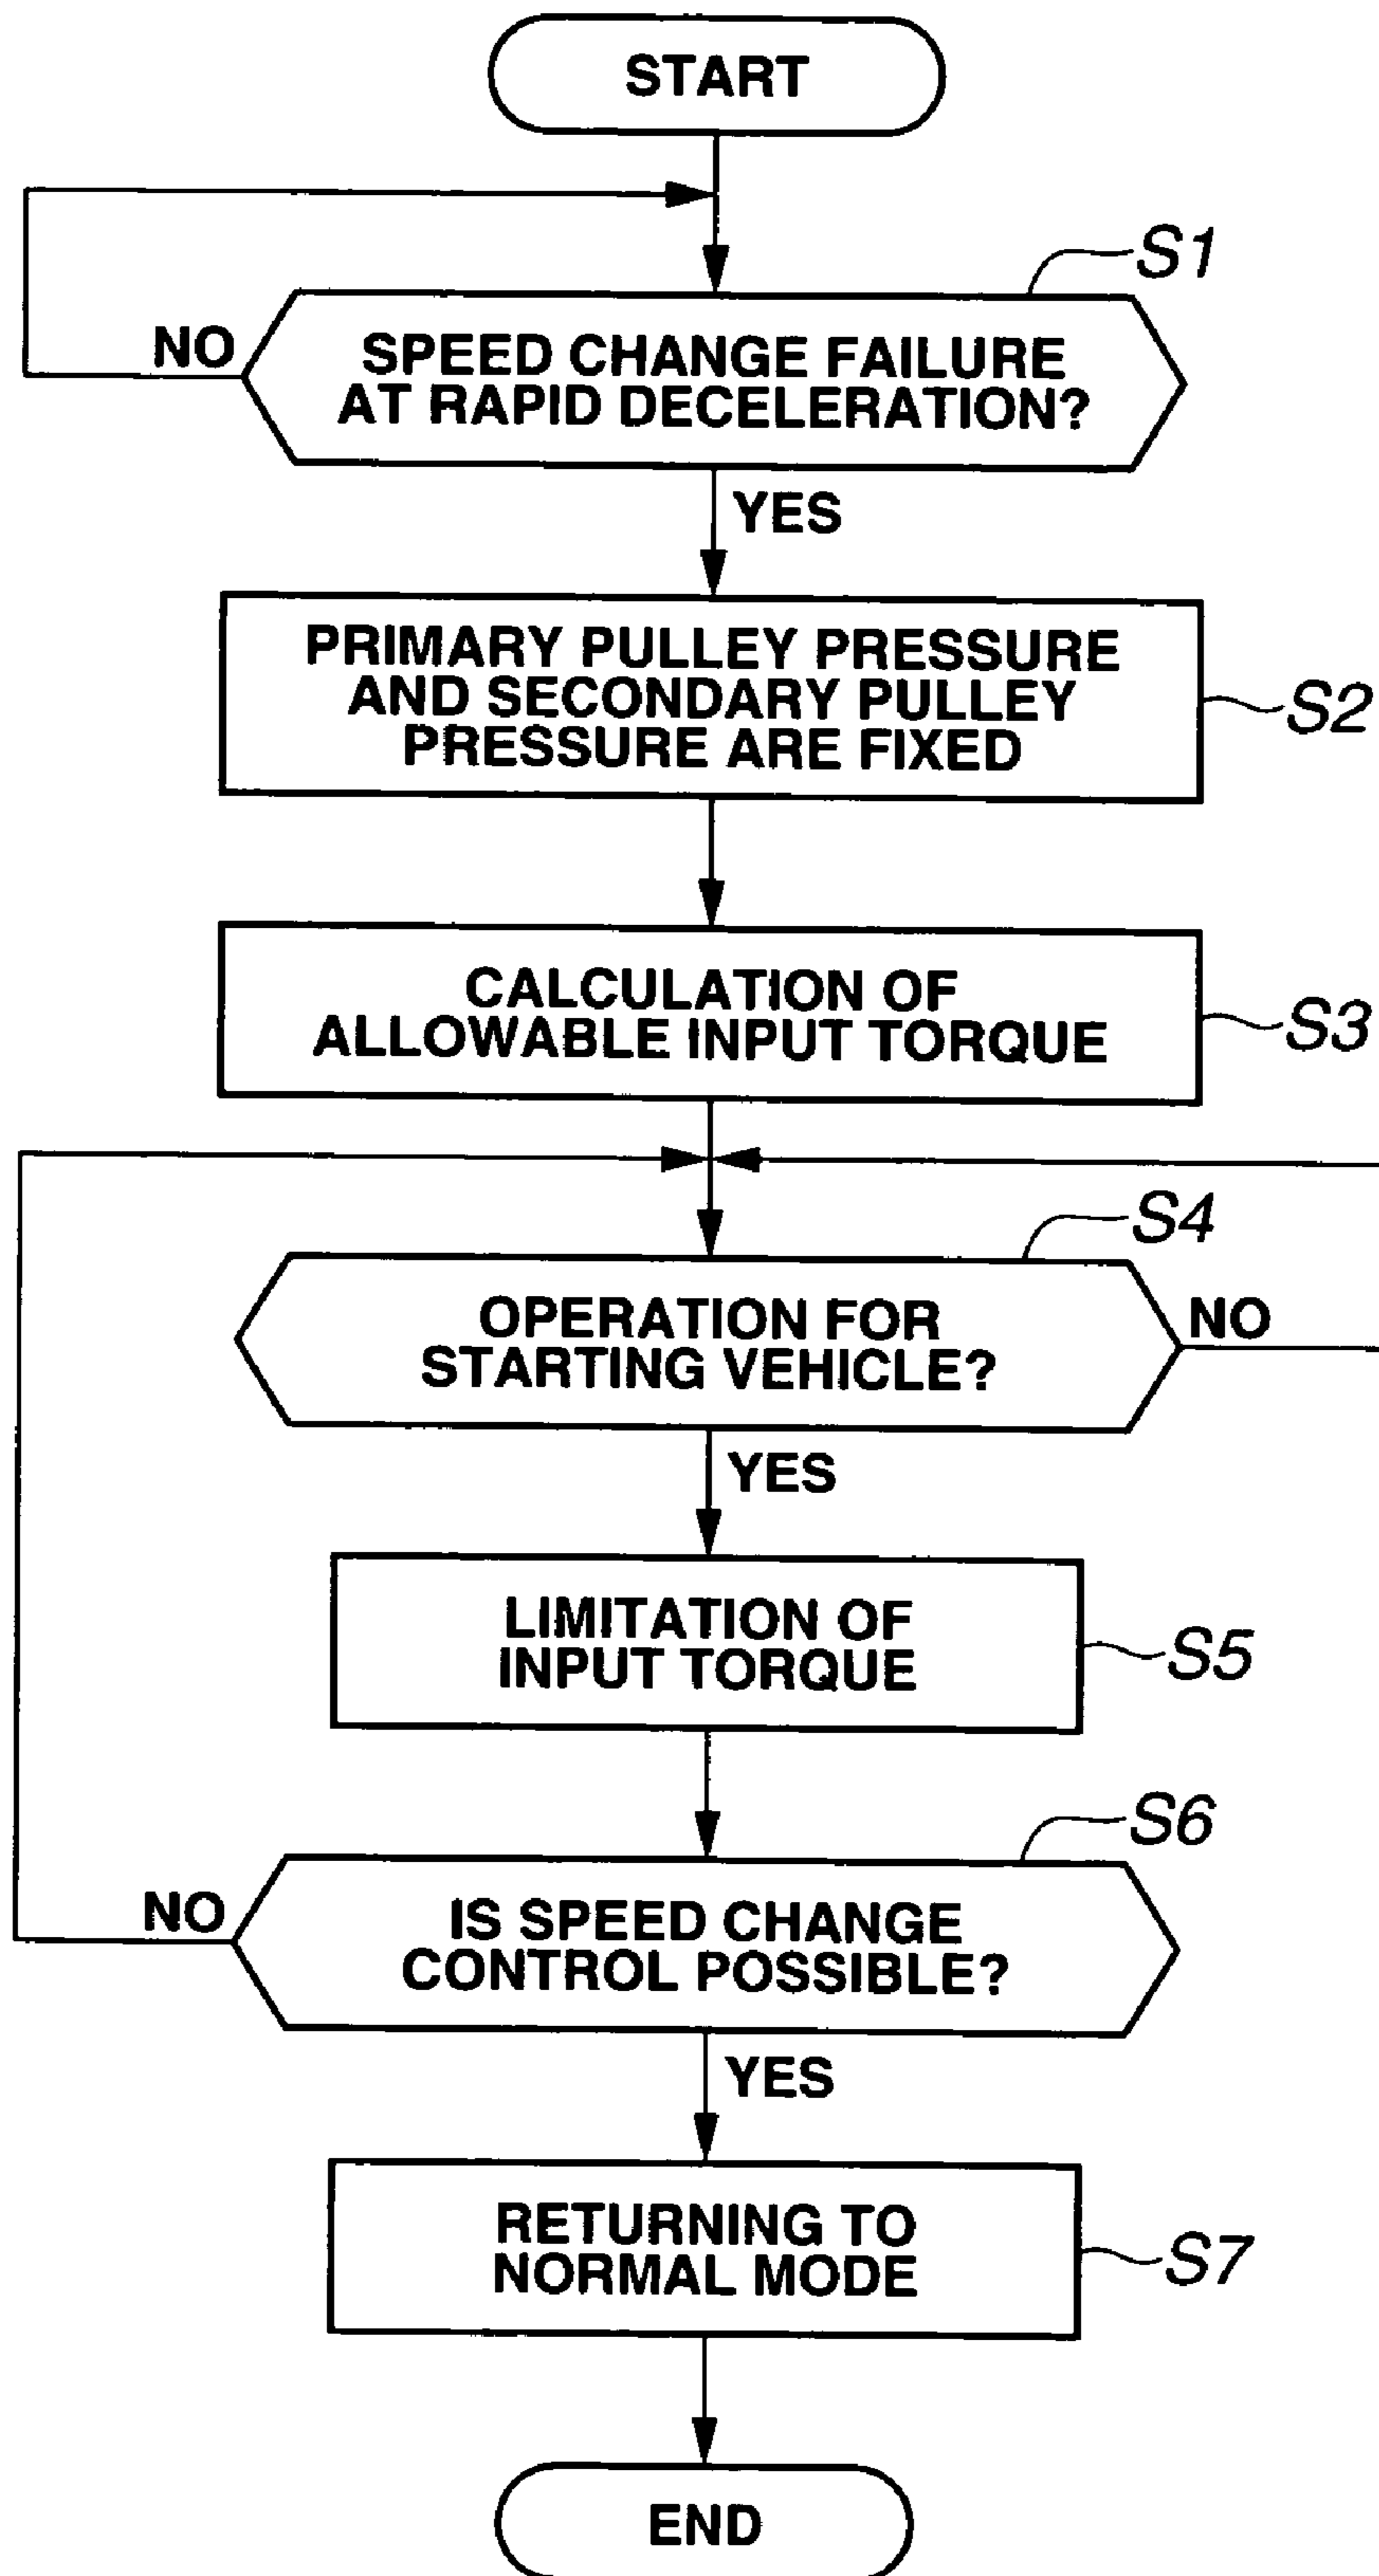 START
S1
NO
SPEED CHANGE FAILURE
AT RAPID DECELERATION?
YES
PRIMARY PULLEY PRESSURE
AND SECONDARY PULLEY
PRESSURE ARE FIXED
S2
CALCULATION OF
ALLOWABLE INPUT TORQUE
S3
S4
OPERATION FOR
STARTING VEHICLE?
NO
YES
LIMITATION OF
INPUT TORQUE
S5
S6
NO
IS SPEED CHANGE
CONTROL POSSIBLE?
YES
RETURNING TO
NORMAL MODE
S7
END